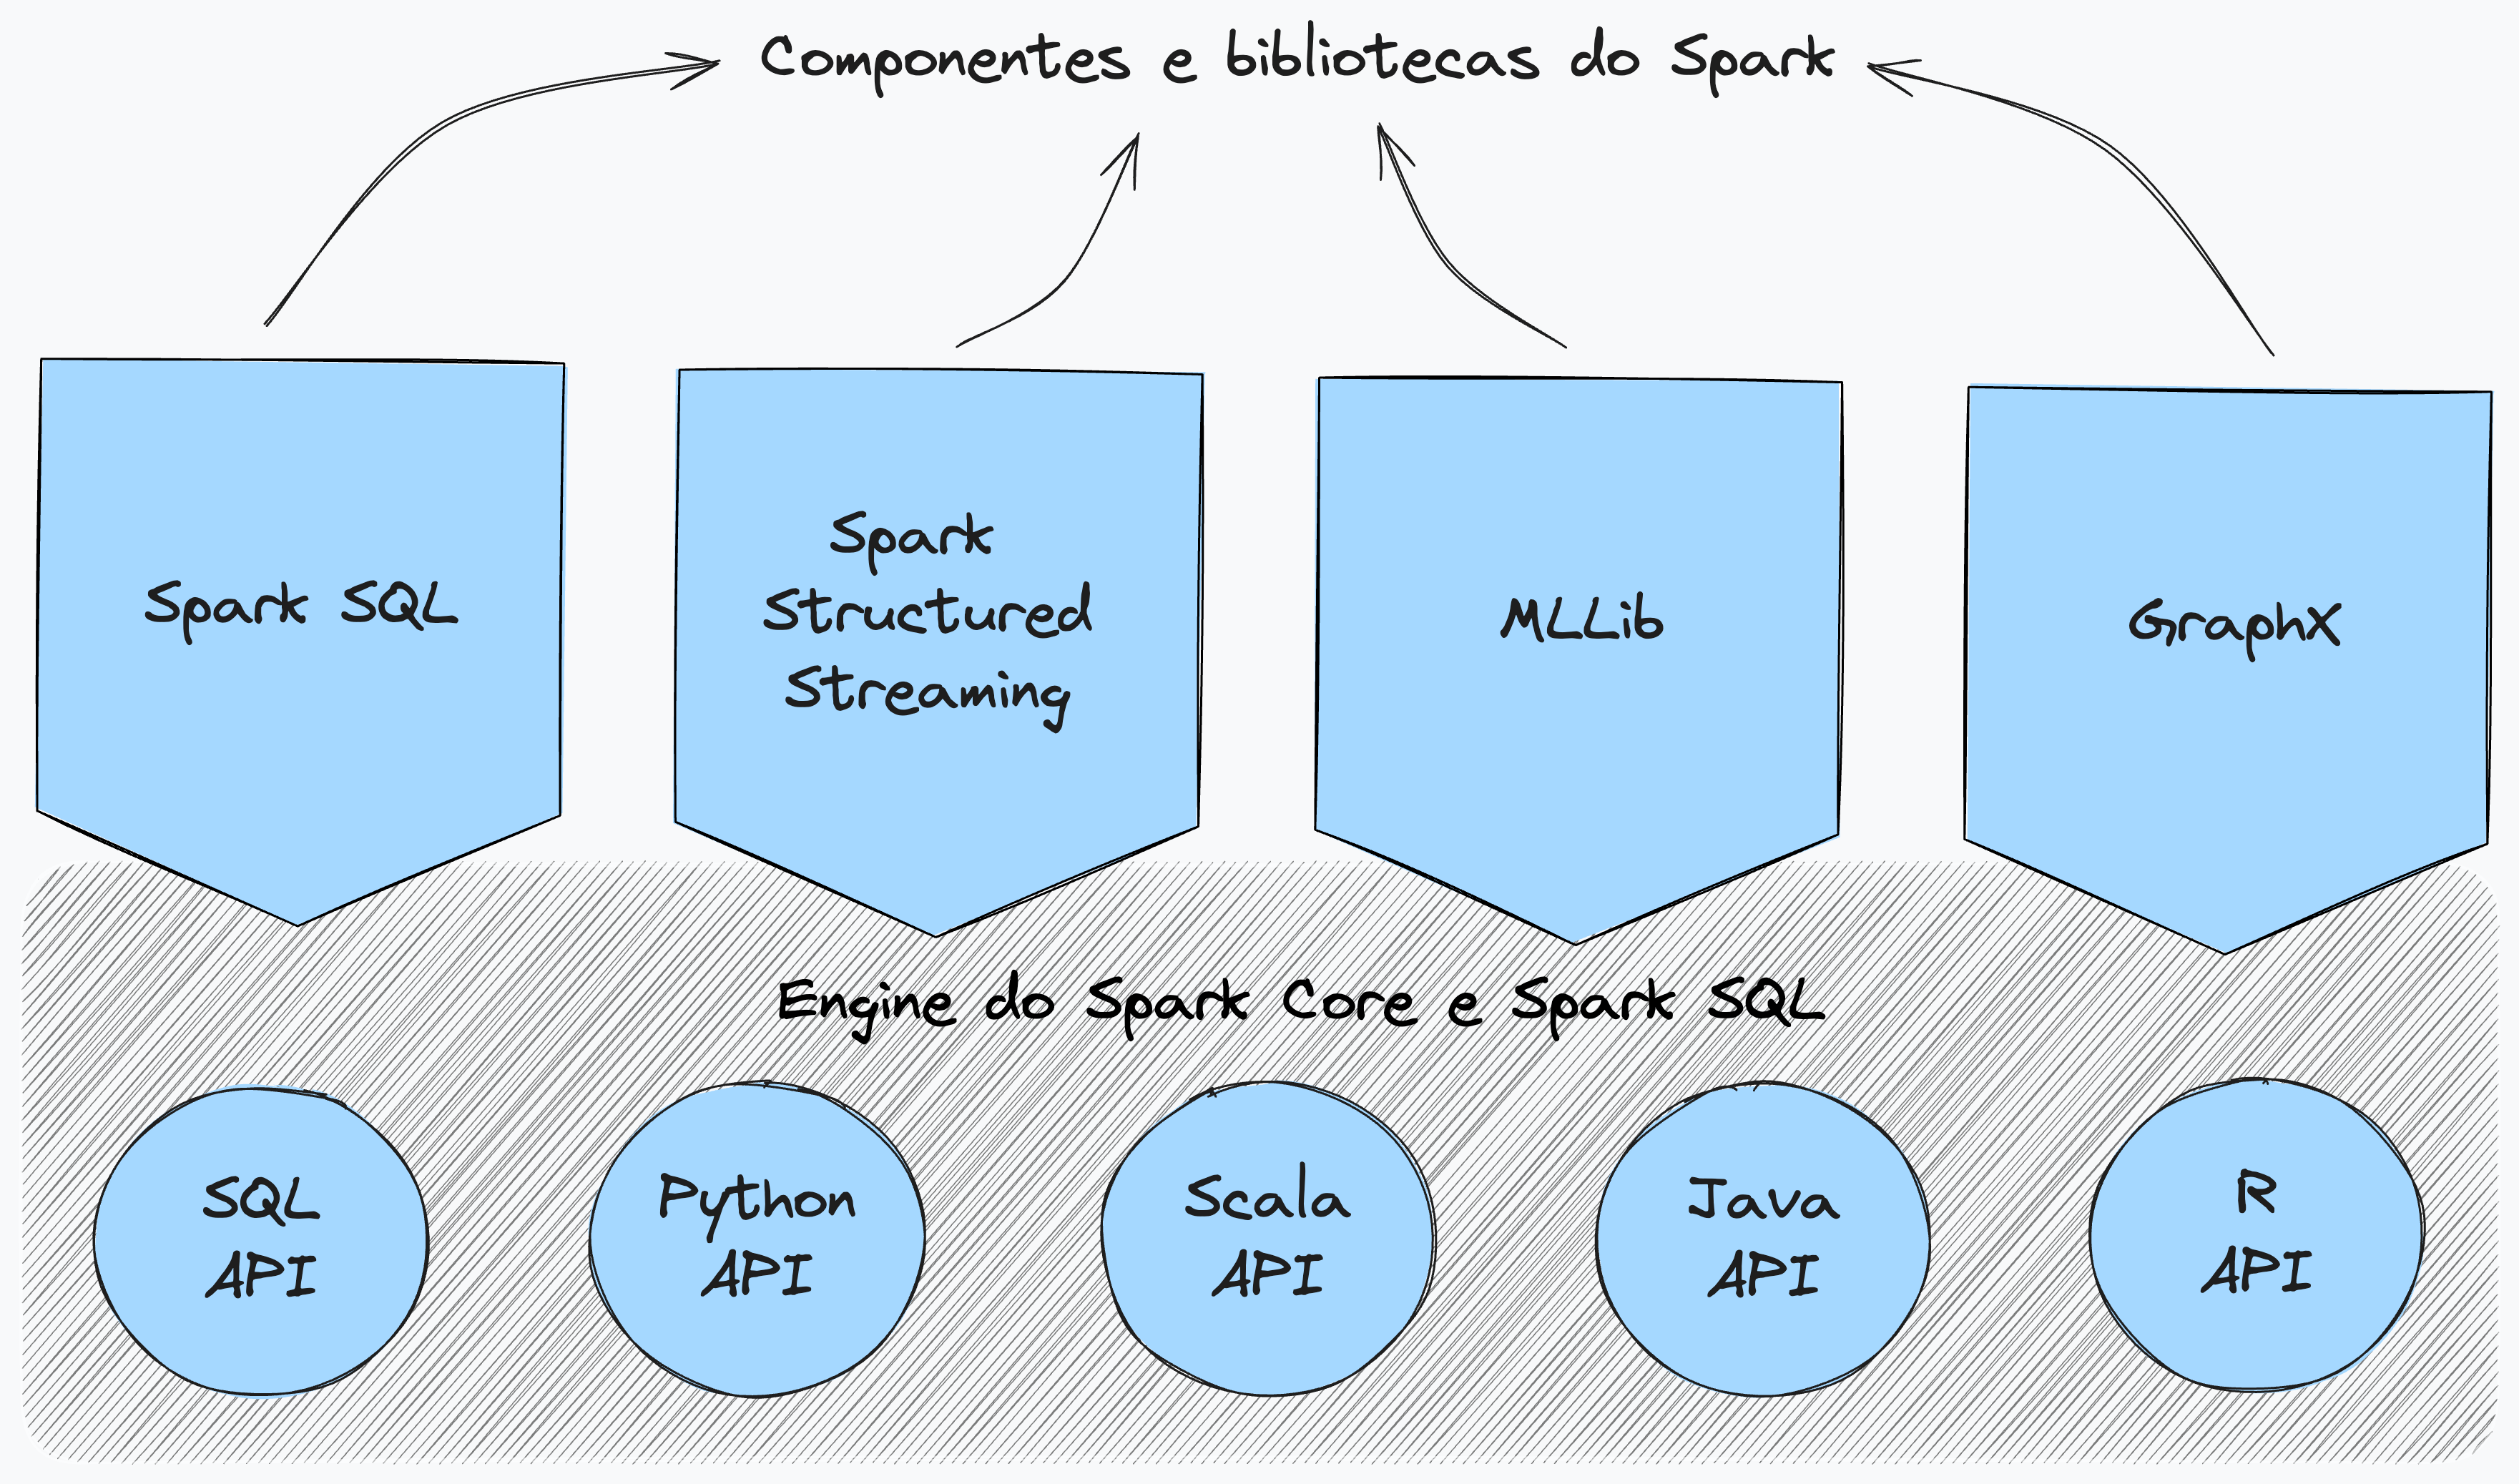 Componentes e bibliotecas do Spark
Spark SQL
Spark
Structured
Streaming
MLLib
GraphX
Engine do Spark Core e Spark SQL
SQL
API
Python
API
Scala
API
Java
API
R
API